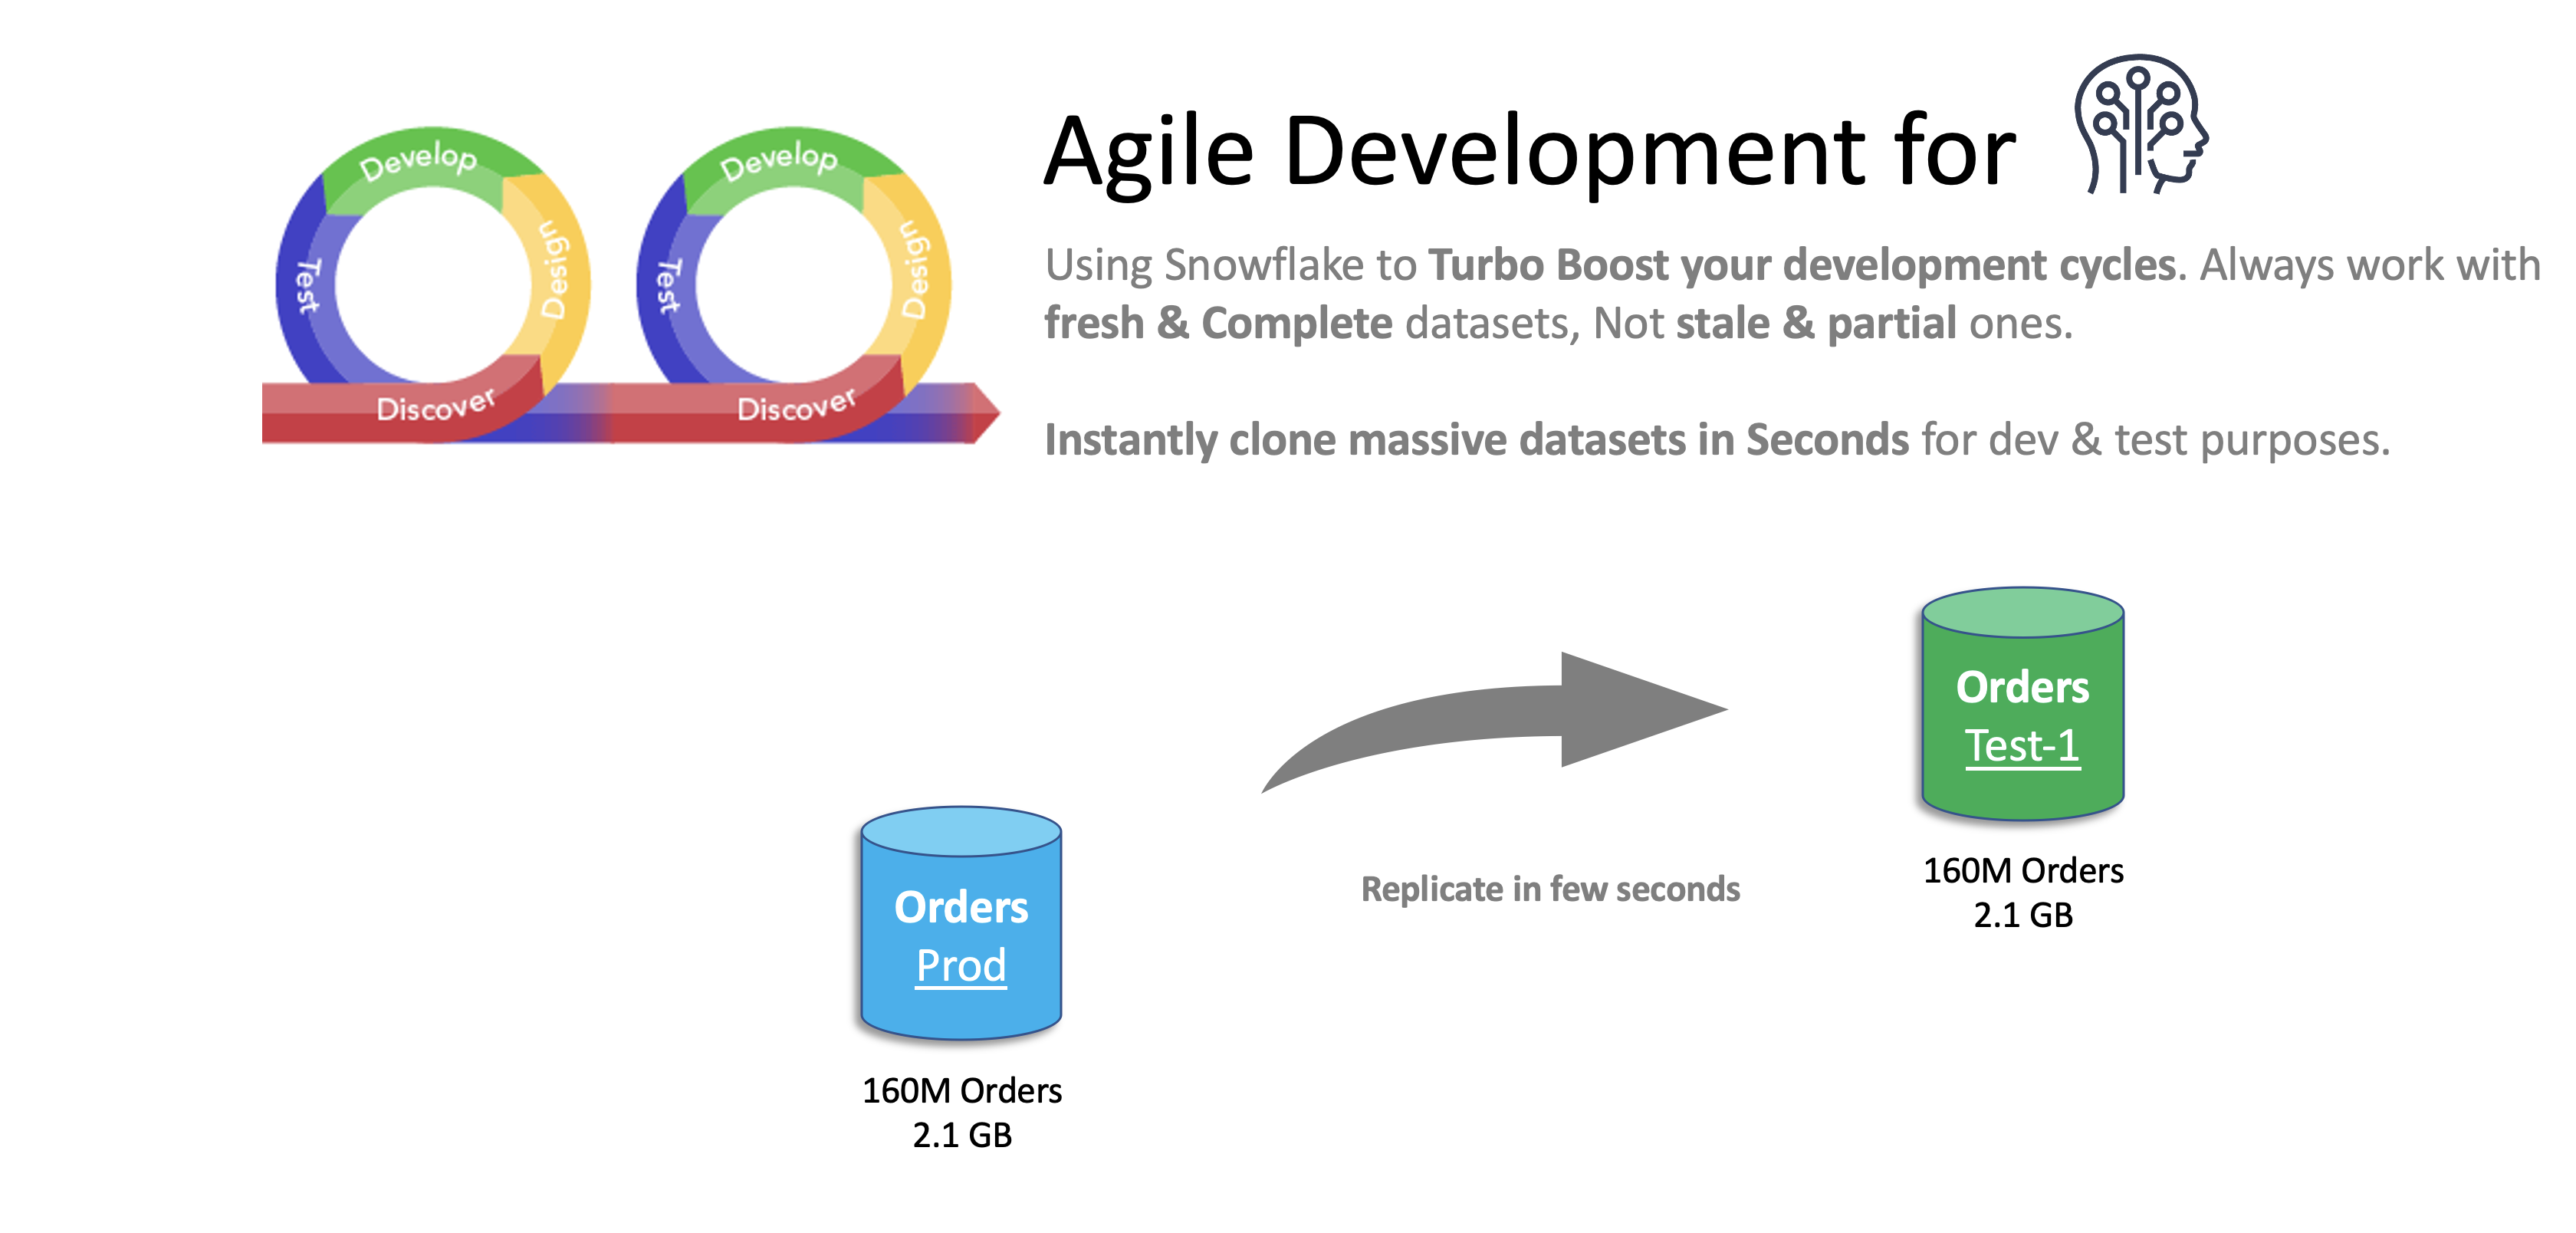 Develop
Design
Test
Discover
Develop
Design
Test
Discover
Agile Development for
Using Snowflake to Turbo Boost your development cycles. Always work with
fresh & Complete datasets, Not stale & partial ones.
Instantly clone massive datasets in Seconds for dev & test purposes.
Orders
Prod
160M Orders
2.1 GB
Replicate in few seconds
Orders
Test-1
160M Orders
2.1 GB